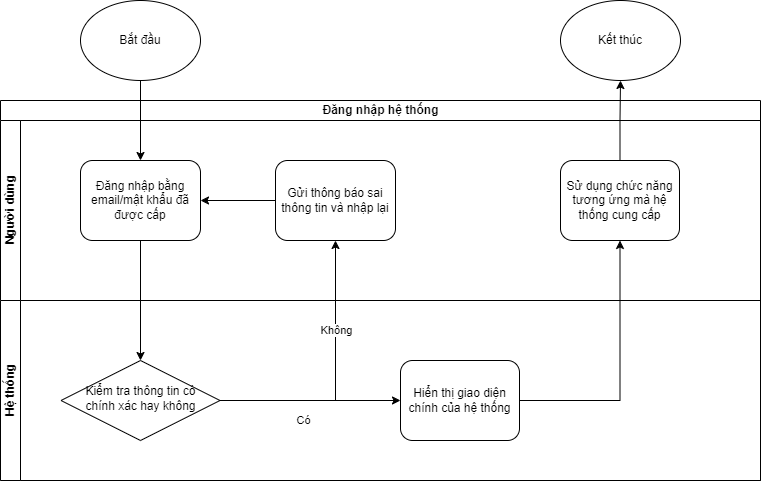 Bắt đầu
Kết thúc
Đăng nhập hệ thống
Người dùng
Đăng nhập bằng
email/mật khẩu đã
được cấp
Gửi thông báo sai
thông tin và nhập lại
Sử dụng chức năng
tương ứng mà hệ
thống cung cấp
Hệ thống
Không
Kiểm tra thông tin có
chính xác hay không
Có
Hiển thị giao diện
chính của hệ thống